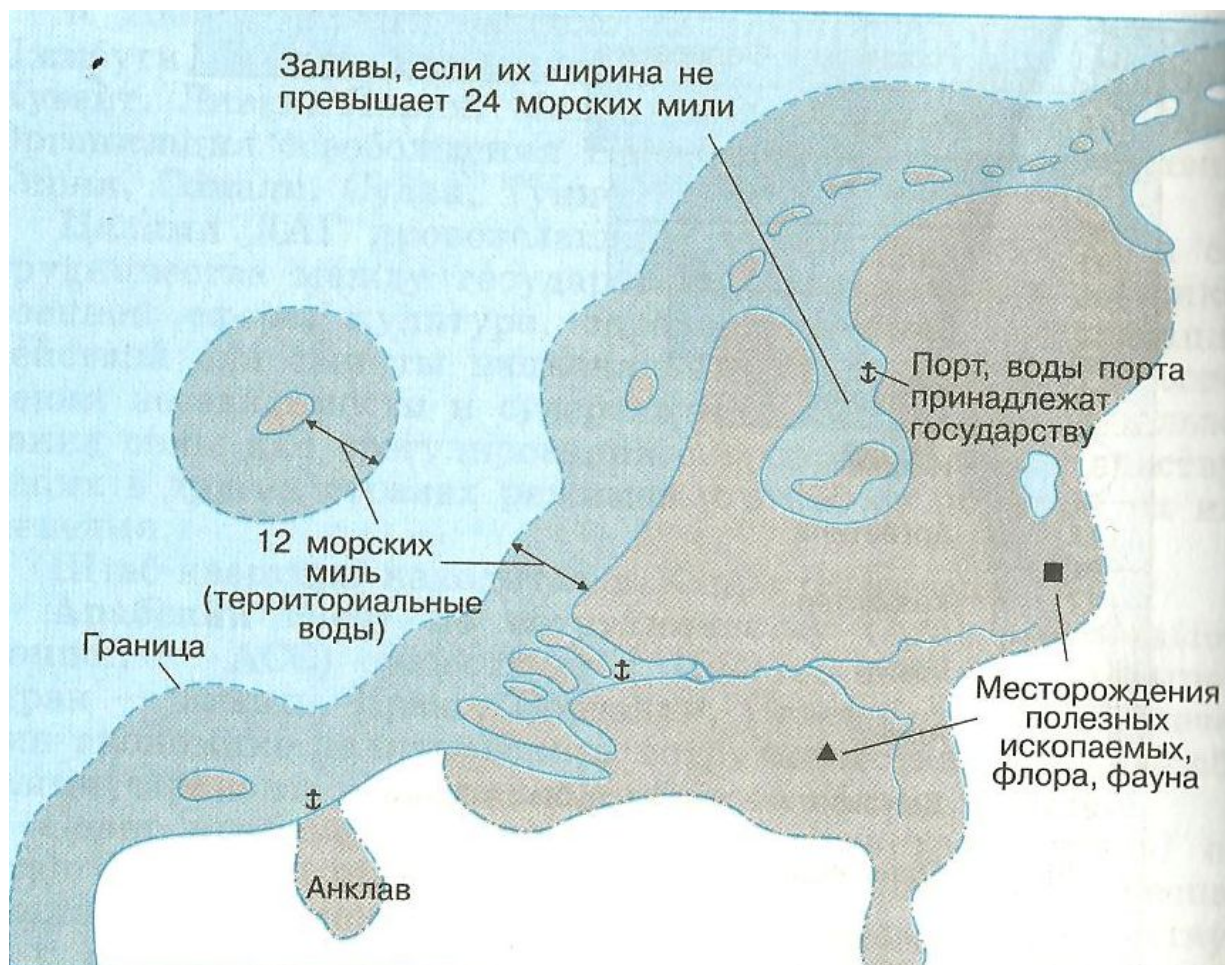 Заливы, если их ширина не
превышает 24 морских мили
Порт, воды порта
принадлежат
государству
12 морских
миль
(территориальные
воды)
Граница
Месторождения
полезных
ископаемых,
флора, фауна
Анклав